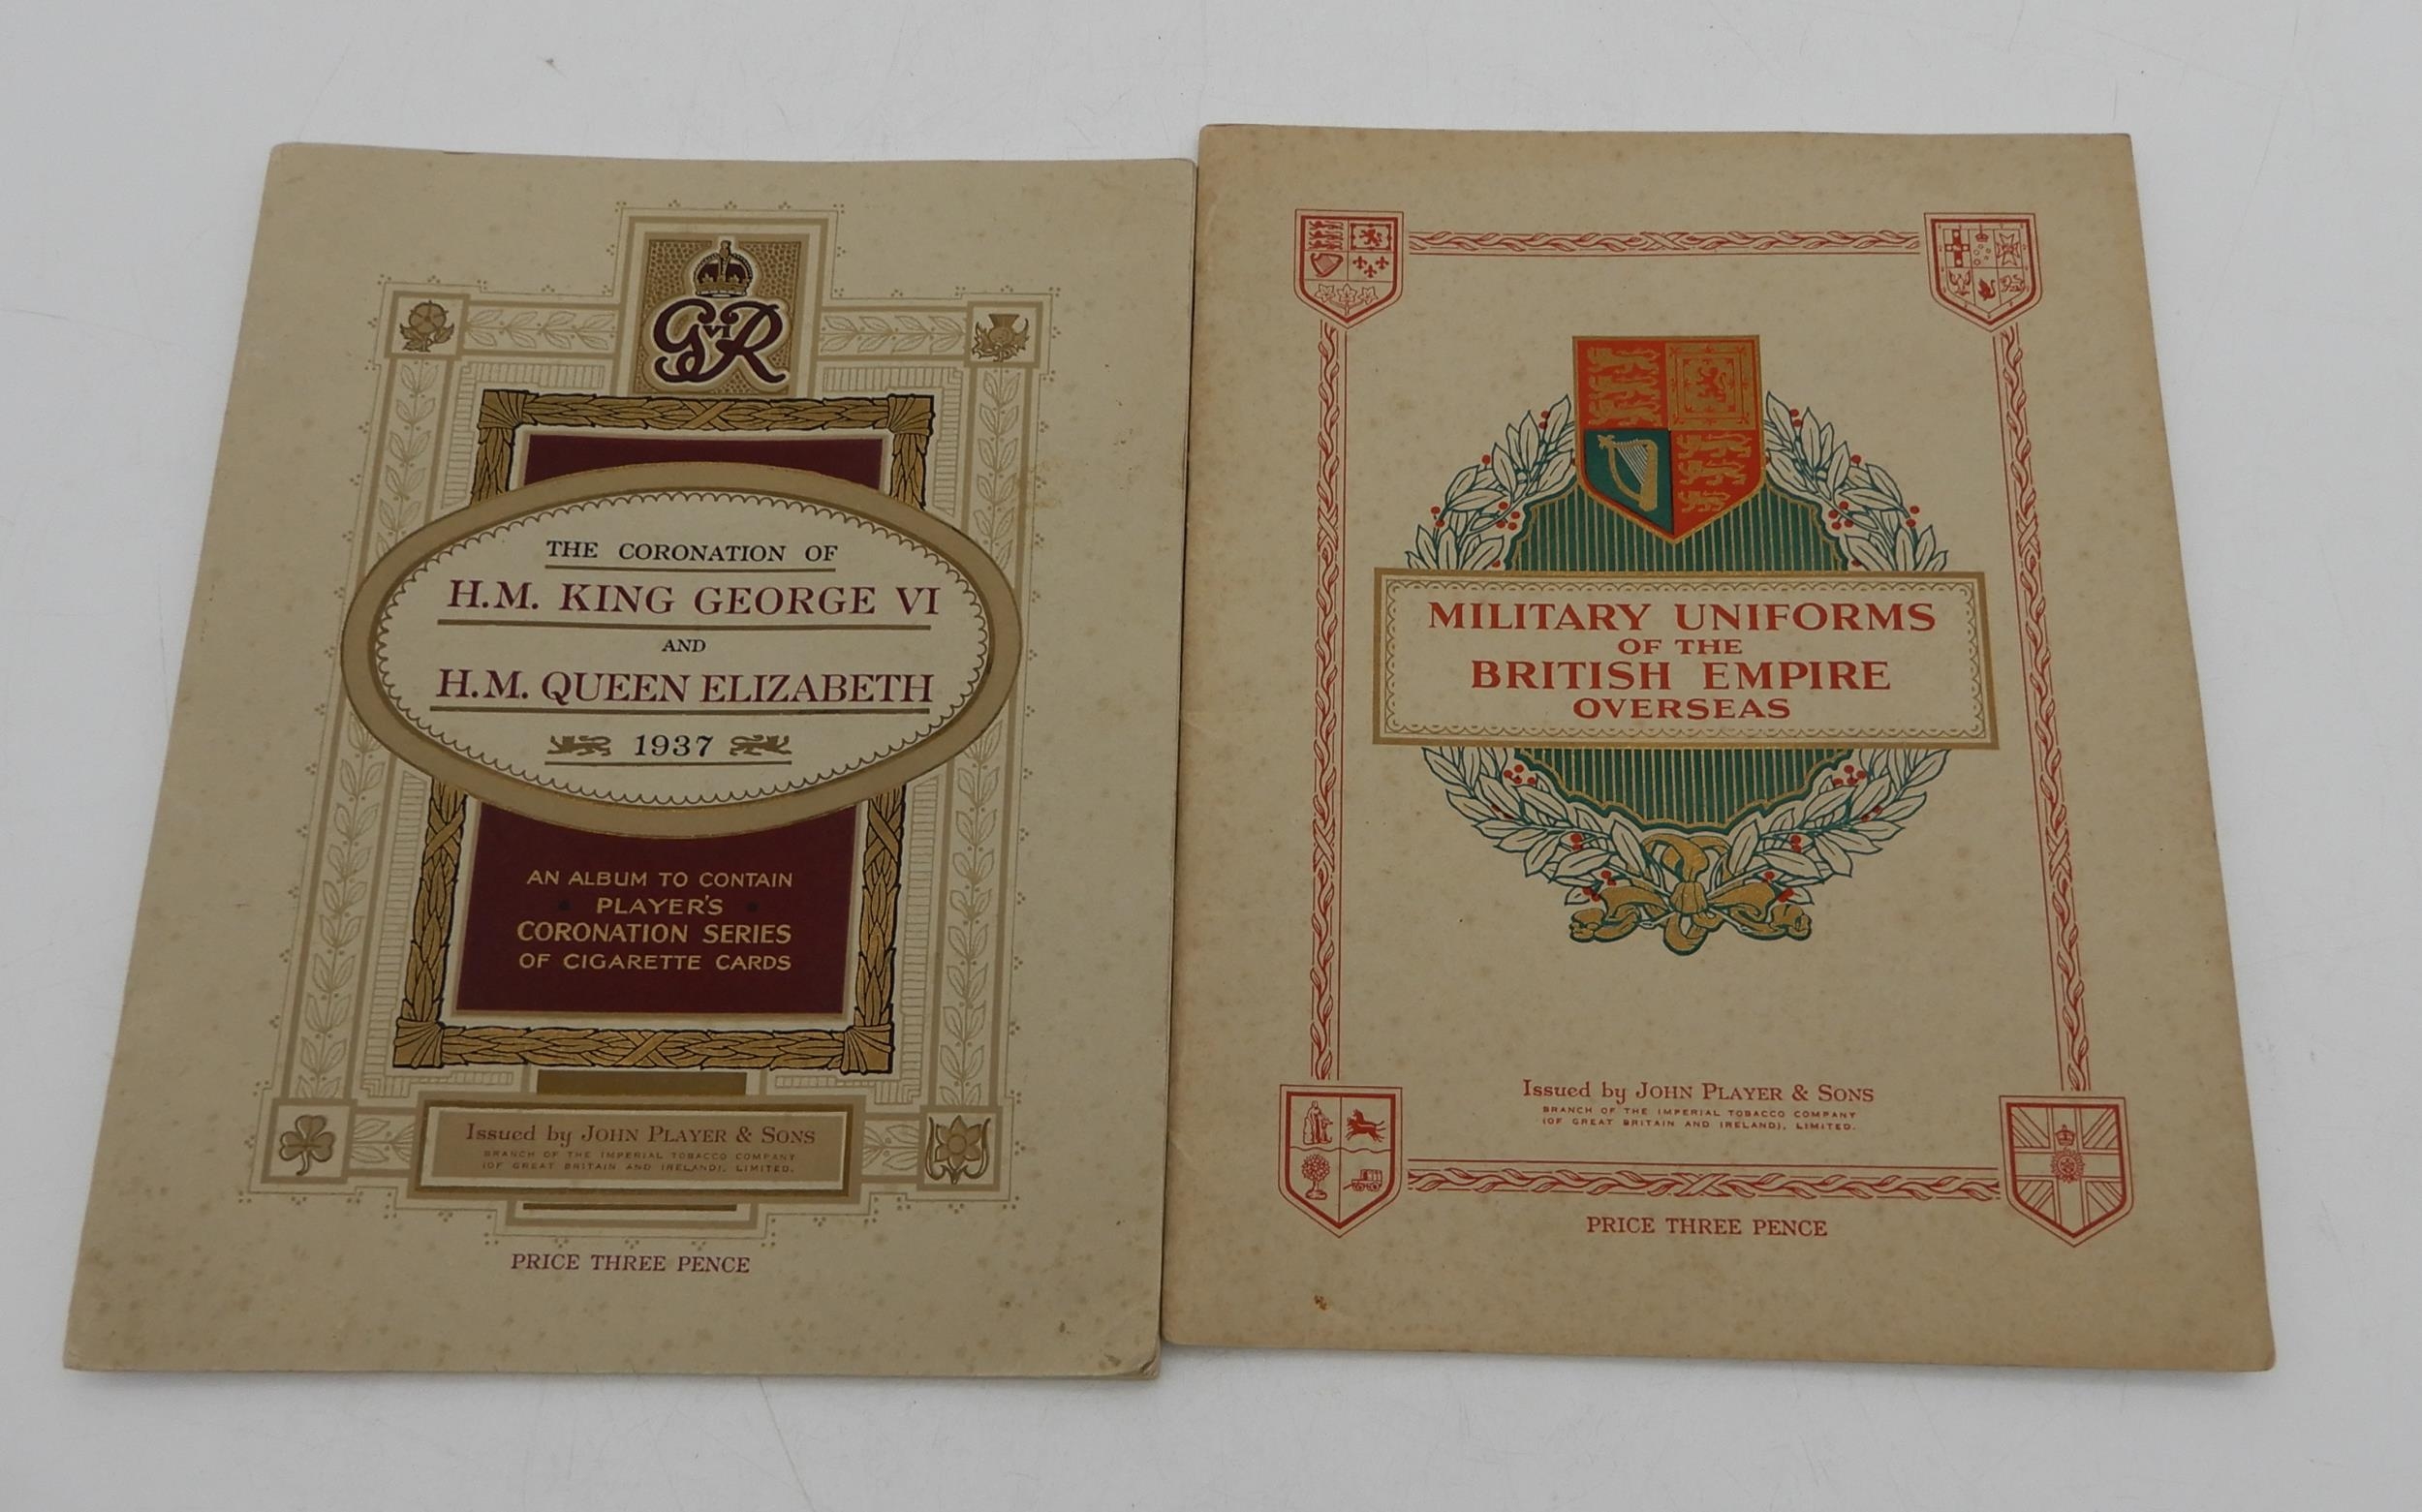 GVIR
THE CORONATION OF
H.M. KING GEORGE VI
AND
H.M. QUEEN ELIZABETH
1937
AN ALBUM TO CONTAIN
PLAYER'S
CORONATION SERIES
OF CIGARETTE CARDS
Issued by JOHN PLAYER & SONS
BRANCH OF THE IMPERIAL TOBACCO COMPANY
(OF GREAT BRITAIN AND IRELAND), LIMITED.
PRICE THREE PENCE
MILITARY UNIFORMS
OF THE
BRITISH EMPIRE
OVERSEAS
Issued by JOHN PLAYER & SONS
BRANCH OF THE IMPERIAL TOBACCO COMPANY
(OF GREAT BRITAIN AND IRELAND), LIMITED.
PRICE THREE PENCE